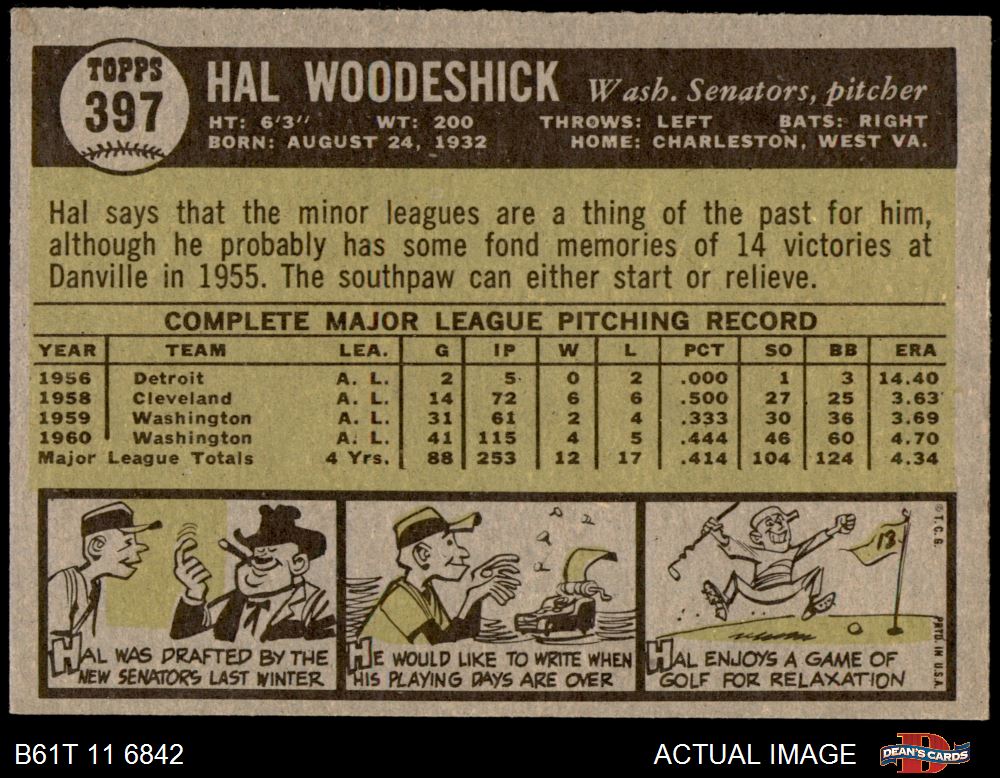 TOPPS
397
HAL WOODESHICK Wash. Senators, pitcher
HT: 6'3" WT: 200 THROWS: LEFT BATS: RIGHT
BORN: AUGUST 24, 1932 HOME: CHARLESTON, WEST VA.
Hal says that the minor leagues are a thing of the past for him,
although he probably has some fond memories of 14 victories at
Danville in 1955. The southpaw can either start or relieve.
COMPLETE MAJOR LEAGUE PITCHING RECORD
YEAR TEAM LEA. G IP W L PCT SO BB ERA
1956 Detroit A. L. 2 5 0 2 .000 1 3 14.40
1958 Cleveland A. L. 14 72 6 6 .500 27 25 3.63
1959 Washington A. L. 31 61 2 4 .333 30 36 3.69
1960 Washington A. L. 41 115 4 5 .444 46 60 4.70
Major League Totals 4 Yrs. 88 253 12 17 .414 104 124 4.34
HAL WAS DRAFTED BY THE
NEW SENATORS LAST WINTER
HE WOULD LIKE TO WRITE WHEN
HIS PLAYING DAYS ARE OVER
13
HAL ENJOYS A GAME OF
GOLF FOR RELAXATION
© T. C. G.
PRTD. IN U.S.A.
B61T 11 6842
ACTUAL IMAGE
D
DEAN'S CARDS